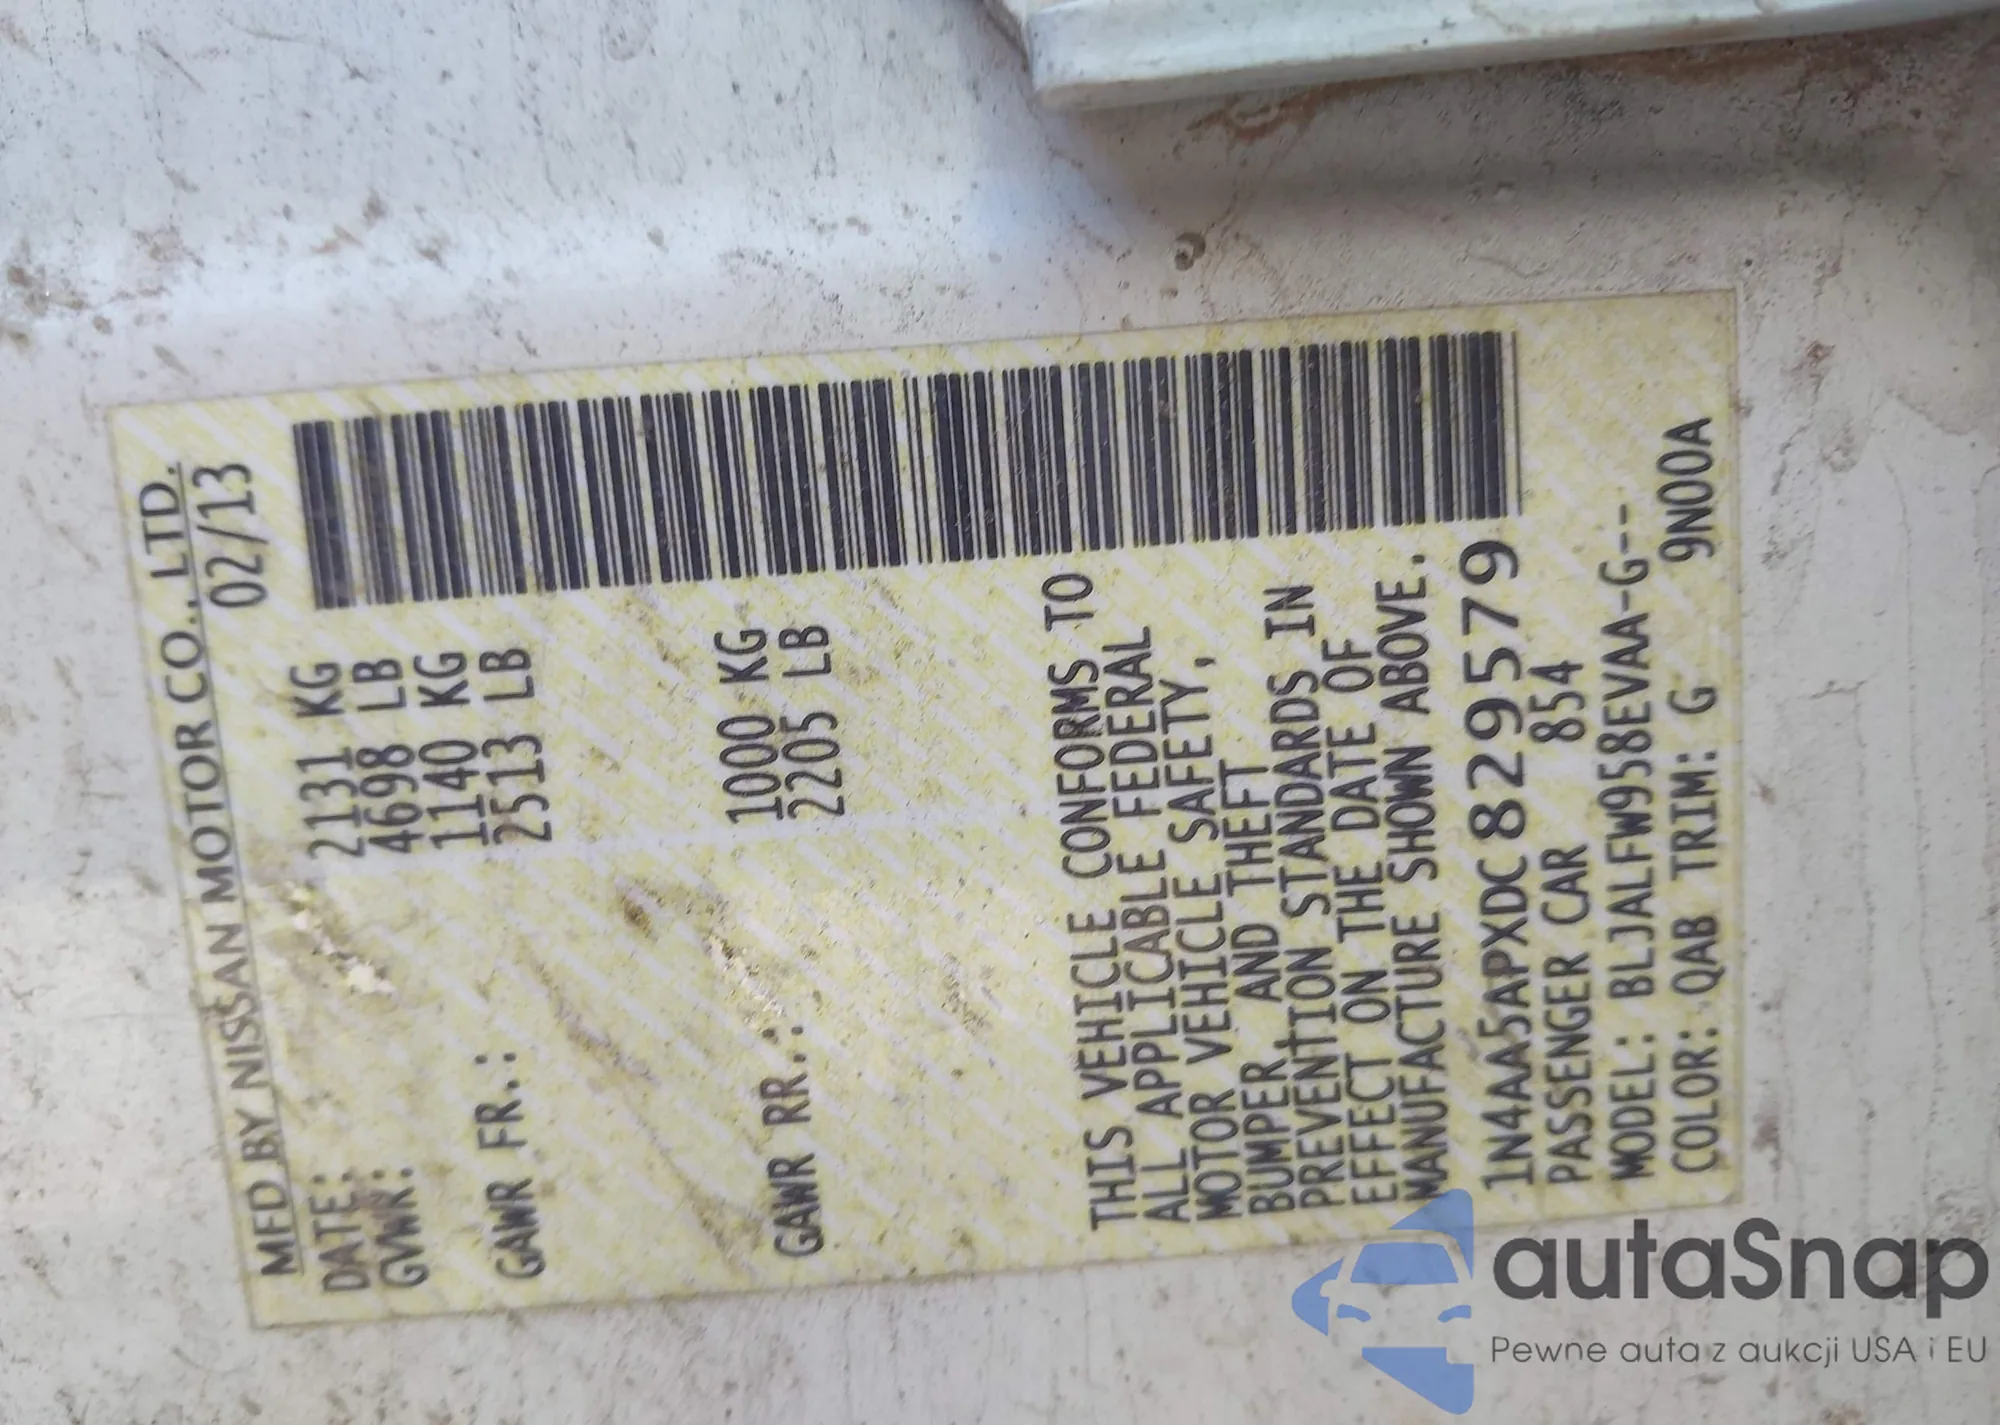 MFD BY NISSAN MOTOR CO., LTD.
DATE: 02/13
GVWR: 2131 KG
4698 LB
GAWR FR.: 1140 KG
2513 LB
GAWR RR.: 1000 KG
2205 LB
THIS VEHICLE CONFORMS TO
ALL APPLICABLE FEDERAL
MOTOR VEHICLE SAFETY,
BUMPER, AND THEFT
PREVENTION STANDARDS IN
EFFECT ON THE DATE OF
MANUFACTURE SHOWN ABOVE.
1N4AA5APXDC829579
PASSENGER CAR 854
MODEL: BLJALFW958EVAA-G--
COLOR: QAB TRIM: G 9N00A
autaSnap
Pewne auta z aukcji USA i EU